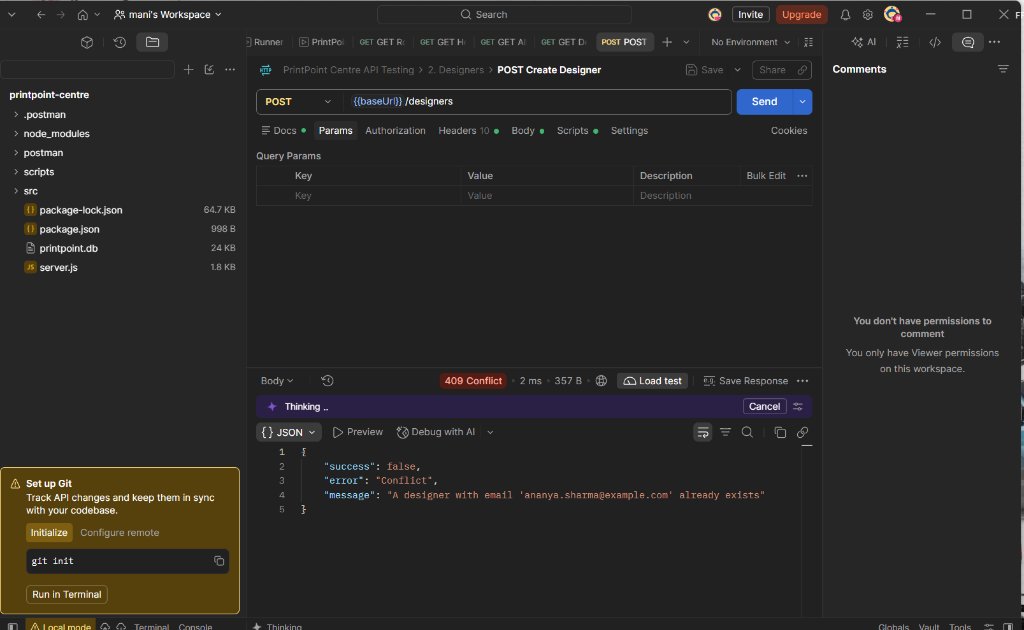 mani's Workspace
Search
Invite
Upgrade
Runner
PrintPoi
GET GET Re
GET GET He
GET GET Al
GET GET De
POST POST
No Environment
AI
PrintPoint Centre API Testing > 2. Designers > POST Create Designer
Save
Share
Comments
printpoint-centre
.postman
node_modules
postman
scripts
src
package-lock.json 64.7 KB
package.json 998 B
printpoint.db 24 KB
server.js 1.8 KB
POST {{baseUrl}} /designers
Send
Docs Params Authorization Headers 10 Body Scripts Settings Cookies
Query Params
Key Value Description Bulk Edit
Key Value Description
You don't have permissions to
comment
You only have Viewer permissions
on this workspace.
Body 409 Conflict • 2 ms • 357 B Load test Save Response
Thinking .. Cancel
{ } JSON Preview Debug with AI
1 {
2 "success": false,
3 "error": "Conflict",
4 "message": "A designer with email 'ananya.sharma@example.com' already exists"
5 }
Set up Git
Track API changes and keep them in sync
with your codebase.
Initialize Configure remote
git init
Run in Terminal
Local mode Terminal Console Thinking Globals Vault Tools